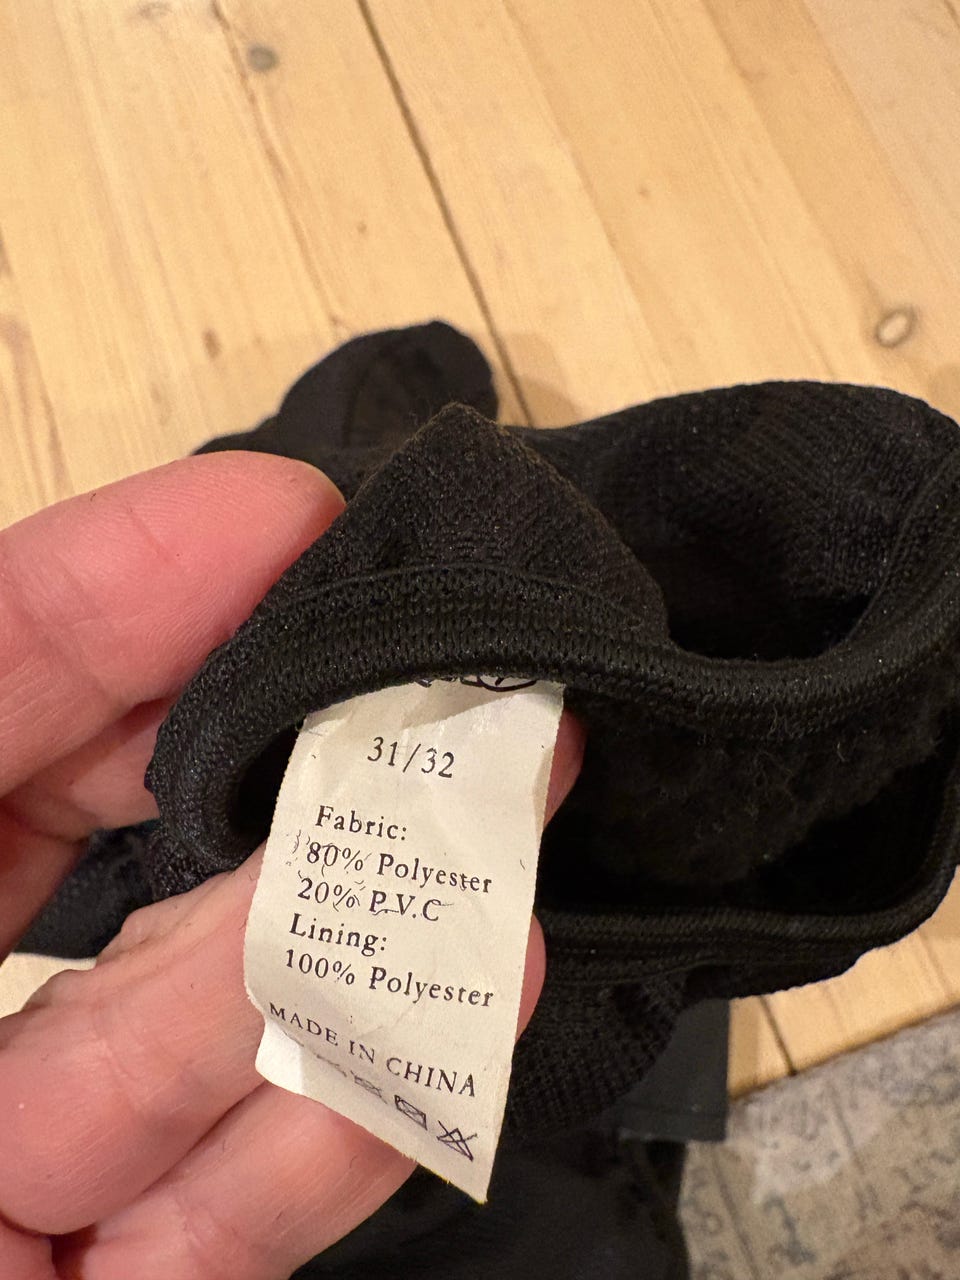 31/32
Fabric:
80% Polyester
20% P.V.C
Lining:
100% Polyester
MADE IN CHINA